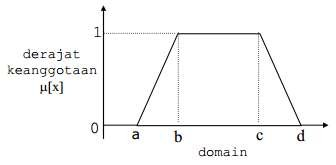 1
derajat
keanggotaan
μ[x]
0
a b c d
domain